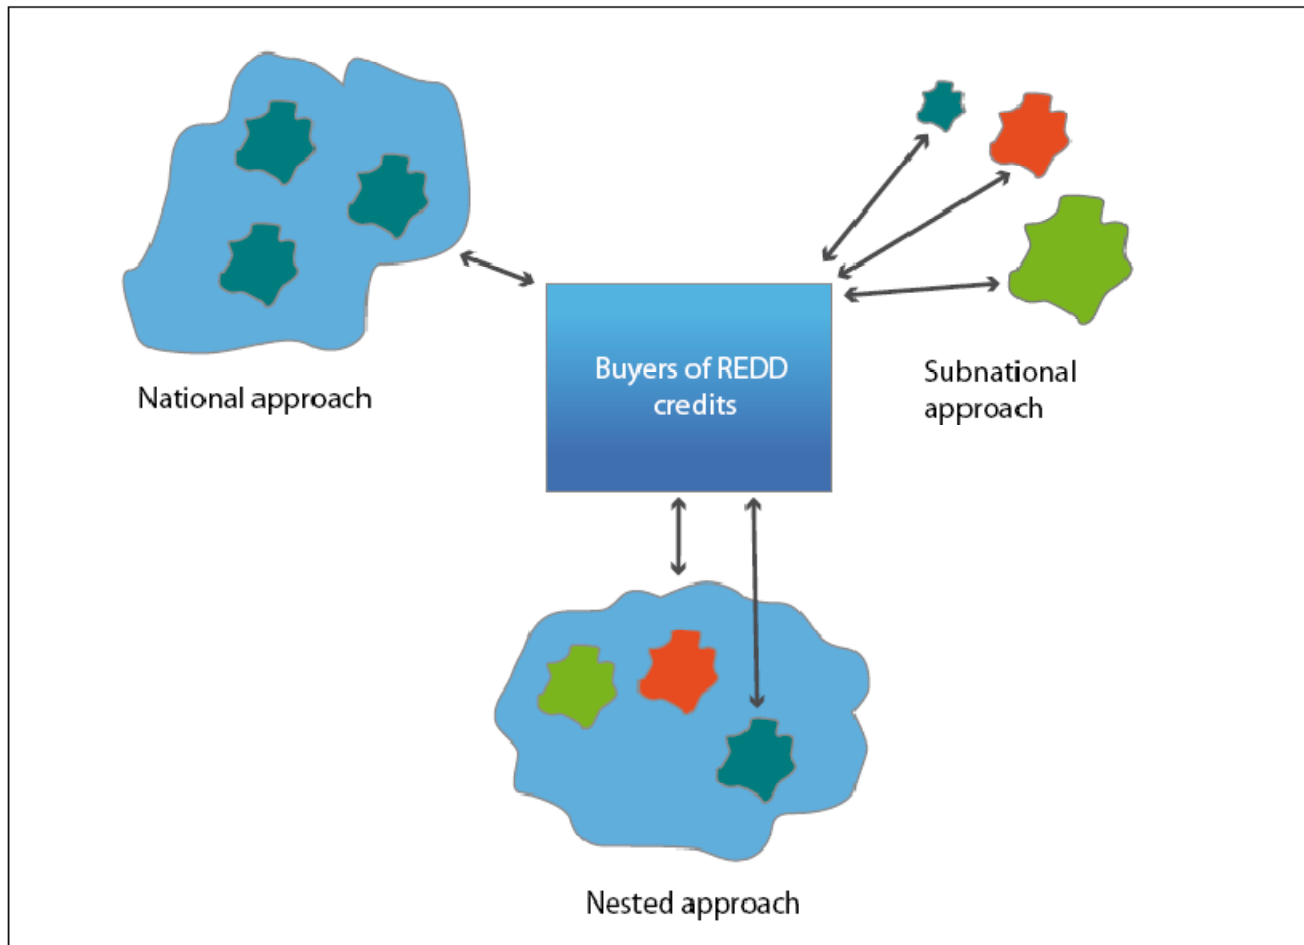 National approach
Buyers of REDD
credits
Subnational
approach
Nested approach